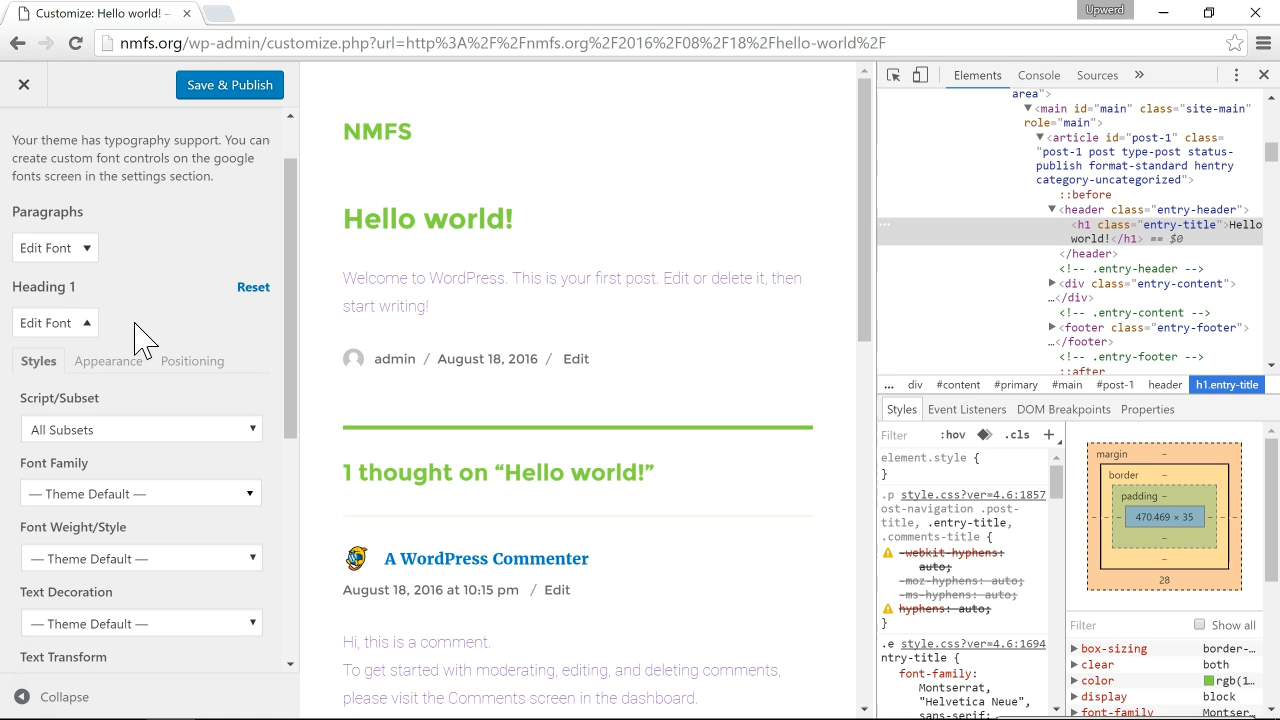 Customize: Hello world! –
Upwerd
nmfs.org/wp-admin/customize.php?url=http%3A%2F%2Fnmfs.org%2F2016%2F08%2F18%2Fhello-world%2F
Save & Publish
Your theme has typography support. You can
create custom font controls on the google
fonts screen in the settings section.
Paragraphs
Edit Font
Heading 1
Reset
Edit Font
Styles
Appearance
Positioning
Script/Subset
All Subsets
Font Family
— Theme Default —
Font Weight/Style
— Theme Default —
Text Decoration
— Theme Default —
Text Transform
Collapse
NMFS
Hello world!
Welcome to WordPress. This is your first post. Edit or delete it, then
start writing!
admin / August 18, 2016 / Edit
1 thought on “Hello world!”
A WordPress Commenter
August 18, 2016 at 10:15 pm / Edit
Hi, this is a comment.
To get started with moderating, editing, and deleting comments,
please visit the Comments screen in the dashboard.
Elements Console Sources »
area">
<main id="main" class="site-main"
role="main">
<article id="post-1" class=
"post-1 post type-post status-
publish format-standard hentry
category-uncategorized">
::before
<header class="entry-header">
... <h1 class="entry-title">Hello
world!</h1> == $0
</header>
<!-- .entry-header -->
<div class="entry-content">
…</div>
<!-- .entry-content -->
<footer class="entry-footer">
…</footer>
<!-- .entry-footer -->
::after
... div #content #primary #main #post-1 header h1.entry-title
Styles Event Listeners DOM Breakpoints Properties
Filter :hov .cls +
element.style {
}
.p style.css?ver=4.6:1857
ost-navigation .post-
title, .entry-title,
.comments-title {
-webkit-hyphens:
auto;
-moz-hyphens: auto;
-ms-hyphens: auto;
hyphens: auto;
}
.e style.css?ver=4.6:1694
ntry-title {
font-family:
Montserrat,
"Helvetica Neue",
sans-serif;
margin –
border –
padding –
470.469 × 35
–
–
28
Filter Show all
box-sizing border-…
clear both
color rgb(1…
display block
font-family Montser…